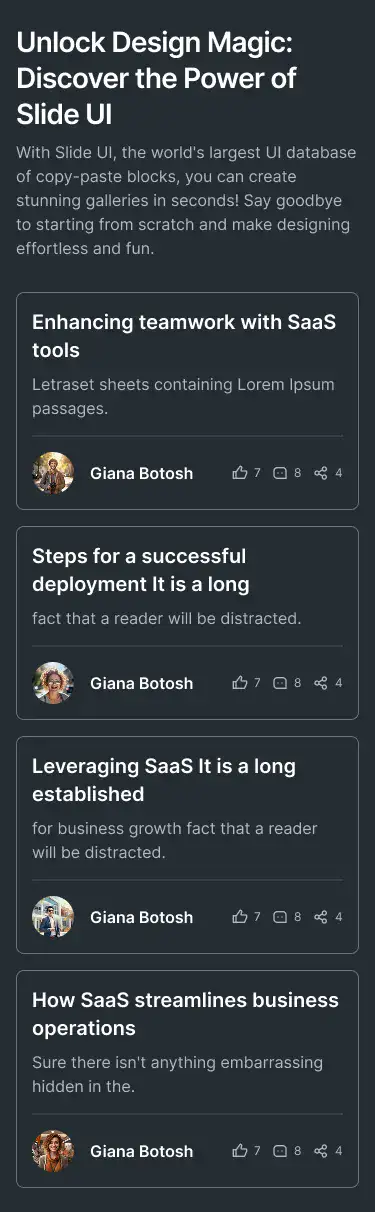 Unlock Design Magic:
Discover the Power of
Slide UI
With Slide UI, the world's largest UI database
of copy-paste blocks, you can create
stunning galleries in seconds! Say goodbye
to starting from scratch and make designing
effortless and fun.
Enhancing teamwork with SaaS
tools
Letraset sheets containing Lorem Ipsum
passages.
Giana Botosh 7 8 4
Steps for a successful
deployment It is a long
fact that a reader will be distracted.
Giana Botosh 7 8 4
Leveraging SaaS It is a long
established
for business growth fact that a reader
will be distracted.
Giana Botosh 7 8 4
How SaaS streamlines business
operations
Sure there isn't anything embarrassing
hidden in the.
Giana Botosh 7 8 4